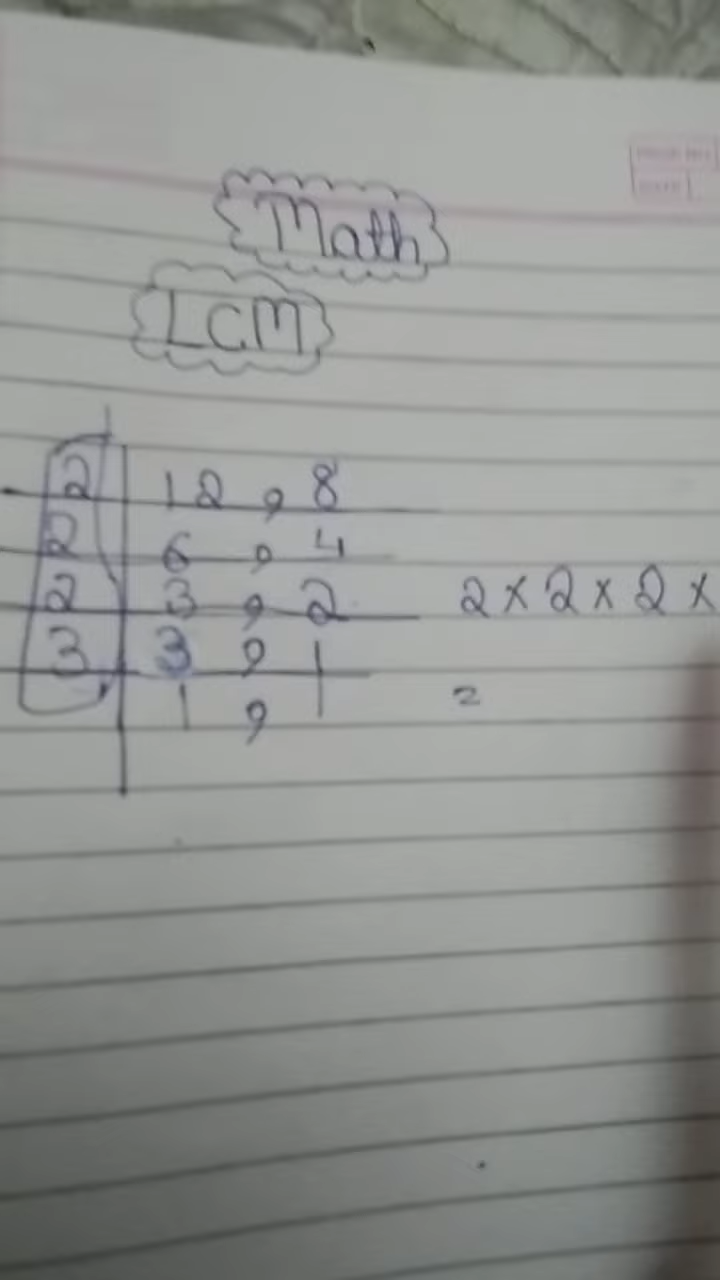 Math
LCM
2 | 12 , 8
2 | 6 , 4
2 | 3 , 2 2 × 2 × 2 ×
3 | 3 , 1 =
1 , 1